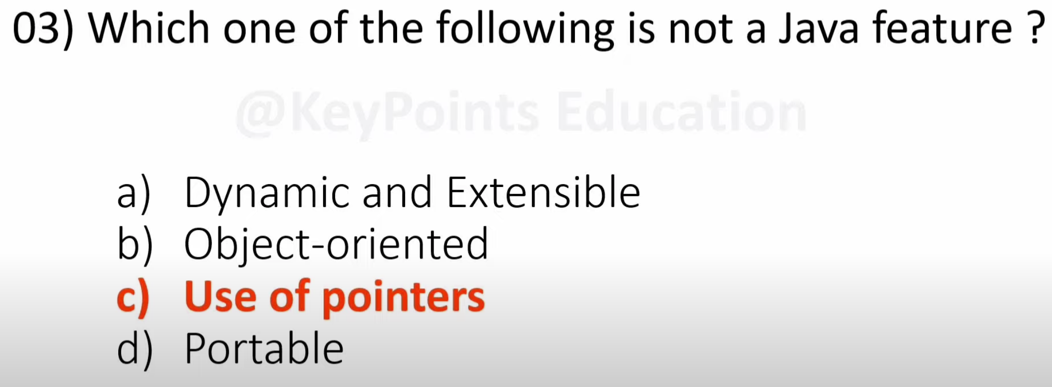 03) Which one of the following is not a Java feature ?
@KeyPoints Education
a) Dynamic and Extensible
b) Object-oriented
c) Use of pointers
d) Portable